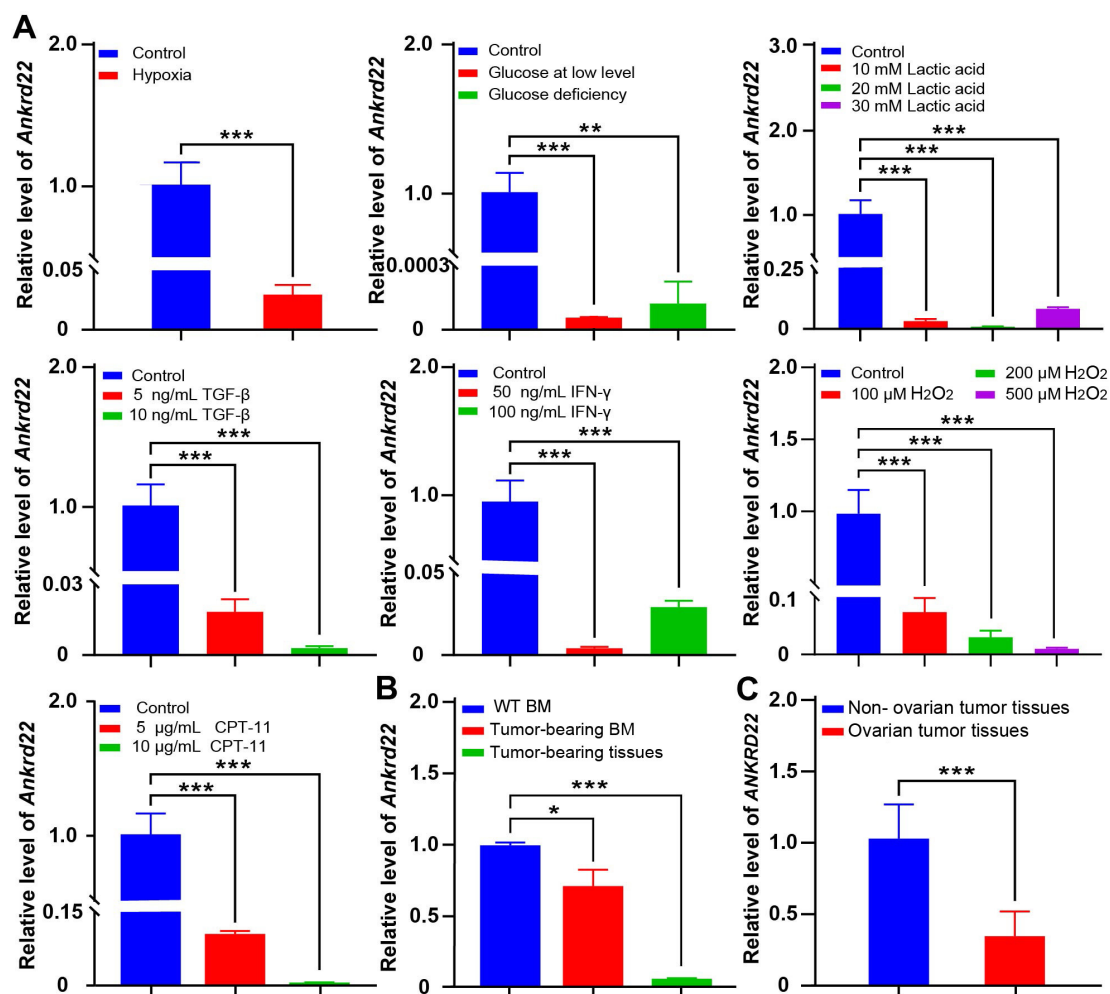 A
Relative level of Ankrd22
2.0
1.0
0.05
0
Control
Hypoxia
***
Relative level of Ankrd22
2.0
1.0
0.0003
0
Control
Glucose at low level
Glucose deficiency
**
***
Relative level of Ankrd22
3.0
2.0
1.0
0.25
0
Control
10 mM Lactic acid
20 mM Lactic acid
30 mM Lactic acid
***
***
***
Relative level of Ankrd22
2.0
1.0
0.03
0
Control
5 ng/mL TGF-β
10 ng/mL TGF-β
***
***
Relative level of Ankrd22
2.0
1.0
0.05
0
Control
50 ng/mL IFN-γ
100 ng/mL IFN-γ
***
***
Relative level of Ankrd22
2.0
1.5
1.0
0.1
0
Control
100 µM H2O2
200 µM H2O2
500 µM H2O2
***
***
***
Relative level of Ankrd22
2.0
1.0
0.15
0
Control
5 µg/mL CPT-11
10 µg/mL CPT-11
***
***
B
Relative level of Ankrd22
2.0
1.5
1.0
0.5
0
WT BM
Tumor-bearing BM
Tumor-bearing tissues
***
*
C
Relative level of ANKRD22
2.0
1.5
1.0
0.5
0
Non- ovarian tumor tissues
Ovarian tumor tissues
***